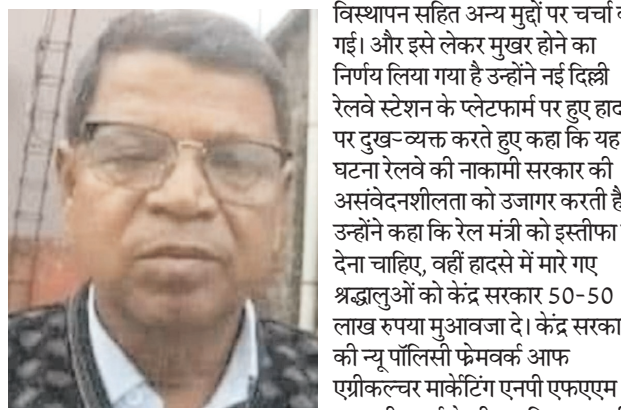 विस्थापन सहित अन्य मुद्दों पर चर्चा
गई। और इसे लेकर मुखर होने का
निर्णय लिया गया है उन्होंने नई दिल्ली
रेलवे स्टेशन के प्लेटफार्म पर हुए हाद
पर दुख-व्यक्त करते हुए कहा कि यह
घटना रेलवे की नाकामी सरकार की
असंवेदनशीलता को उजागर करती है
उन्होंने कहा कि रेल मंत्री को इस्तीफा
देना चाहिए, वहीं हादसे में मारे गए
श्रद्धालुओं को केंद्र सरकार 50-50
लाख रुपया मुआवजा दे। केंद्र सरका
की न्यू पॉलिसी फ्रेमवर्क आफ
एग्रीकल्चर मार्केटिंग एनपी एफएएम